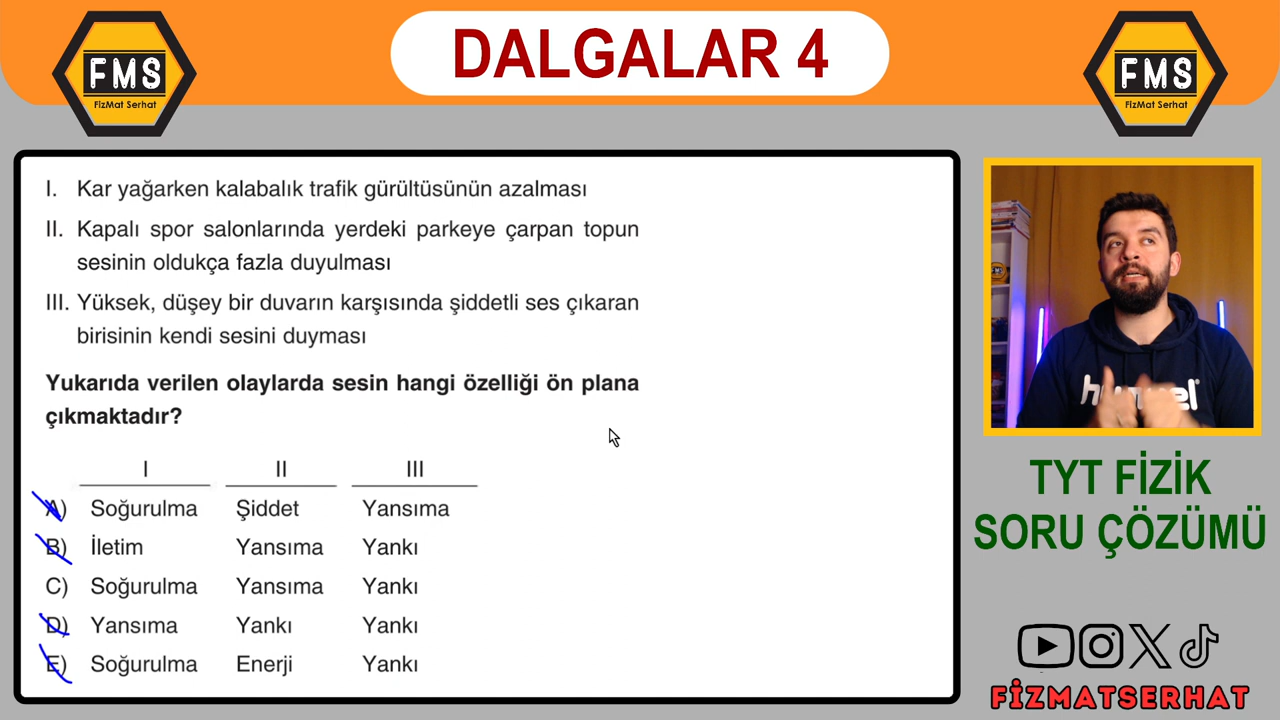 DALGALAR 4
FMS
FizMat Serhat
FMS
FizMat Serhat
I. Kar yağarken kalabalık trafik gürültüsünün azalması
II. Kapalı spor salonlarında yerdeki parkeye çarpan topun
sesinin oldukça fazla duyulması
III. Yüksek, düşey bir duvarın karşısında şiddetli ses çıkaran
birisinin kendi sesini duyması
Yukarıda verilen olaylarda sesin hangi özelliği ön plana
çıkmaktadır?
I II III
A) Soğurulma Şiddet Yansıma
B) İletim Yansıma Yankı
C) Soğurulma Yansıma Yankı
D) Yansıma Yankı Yankı
E) Soğurulma Enerji Yankı
hummel
TYT FİZİK
SORU ÇÖZÜMÜ
FİZMATSERHAT